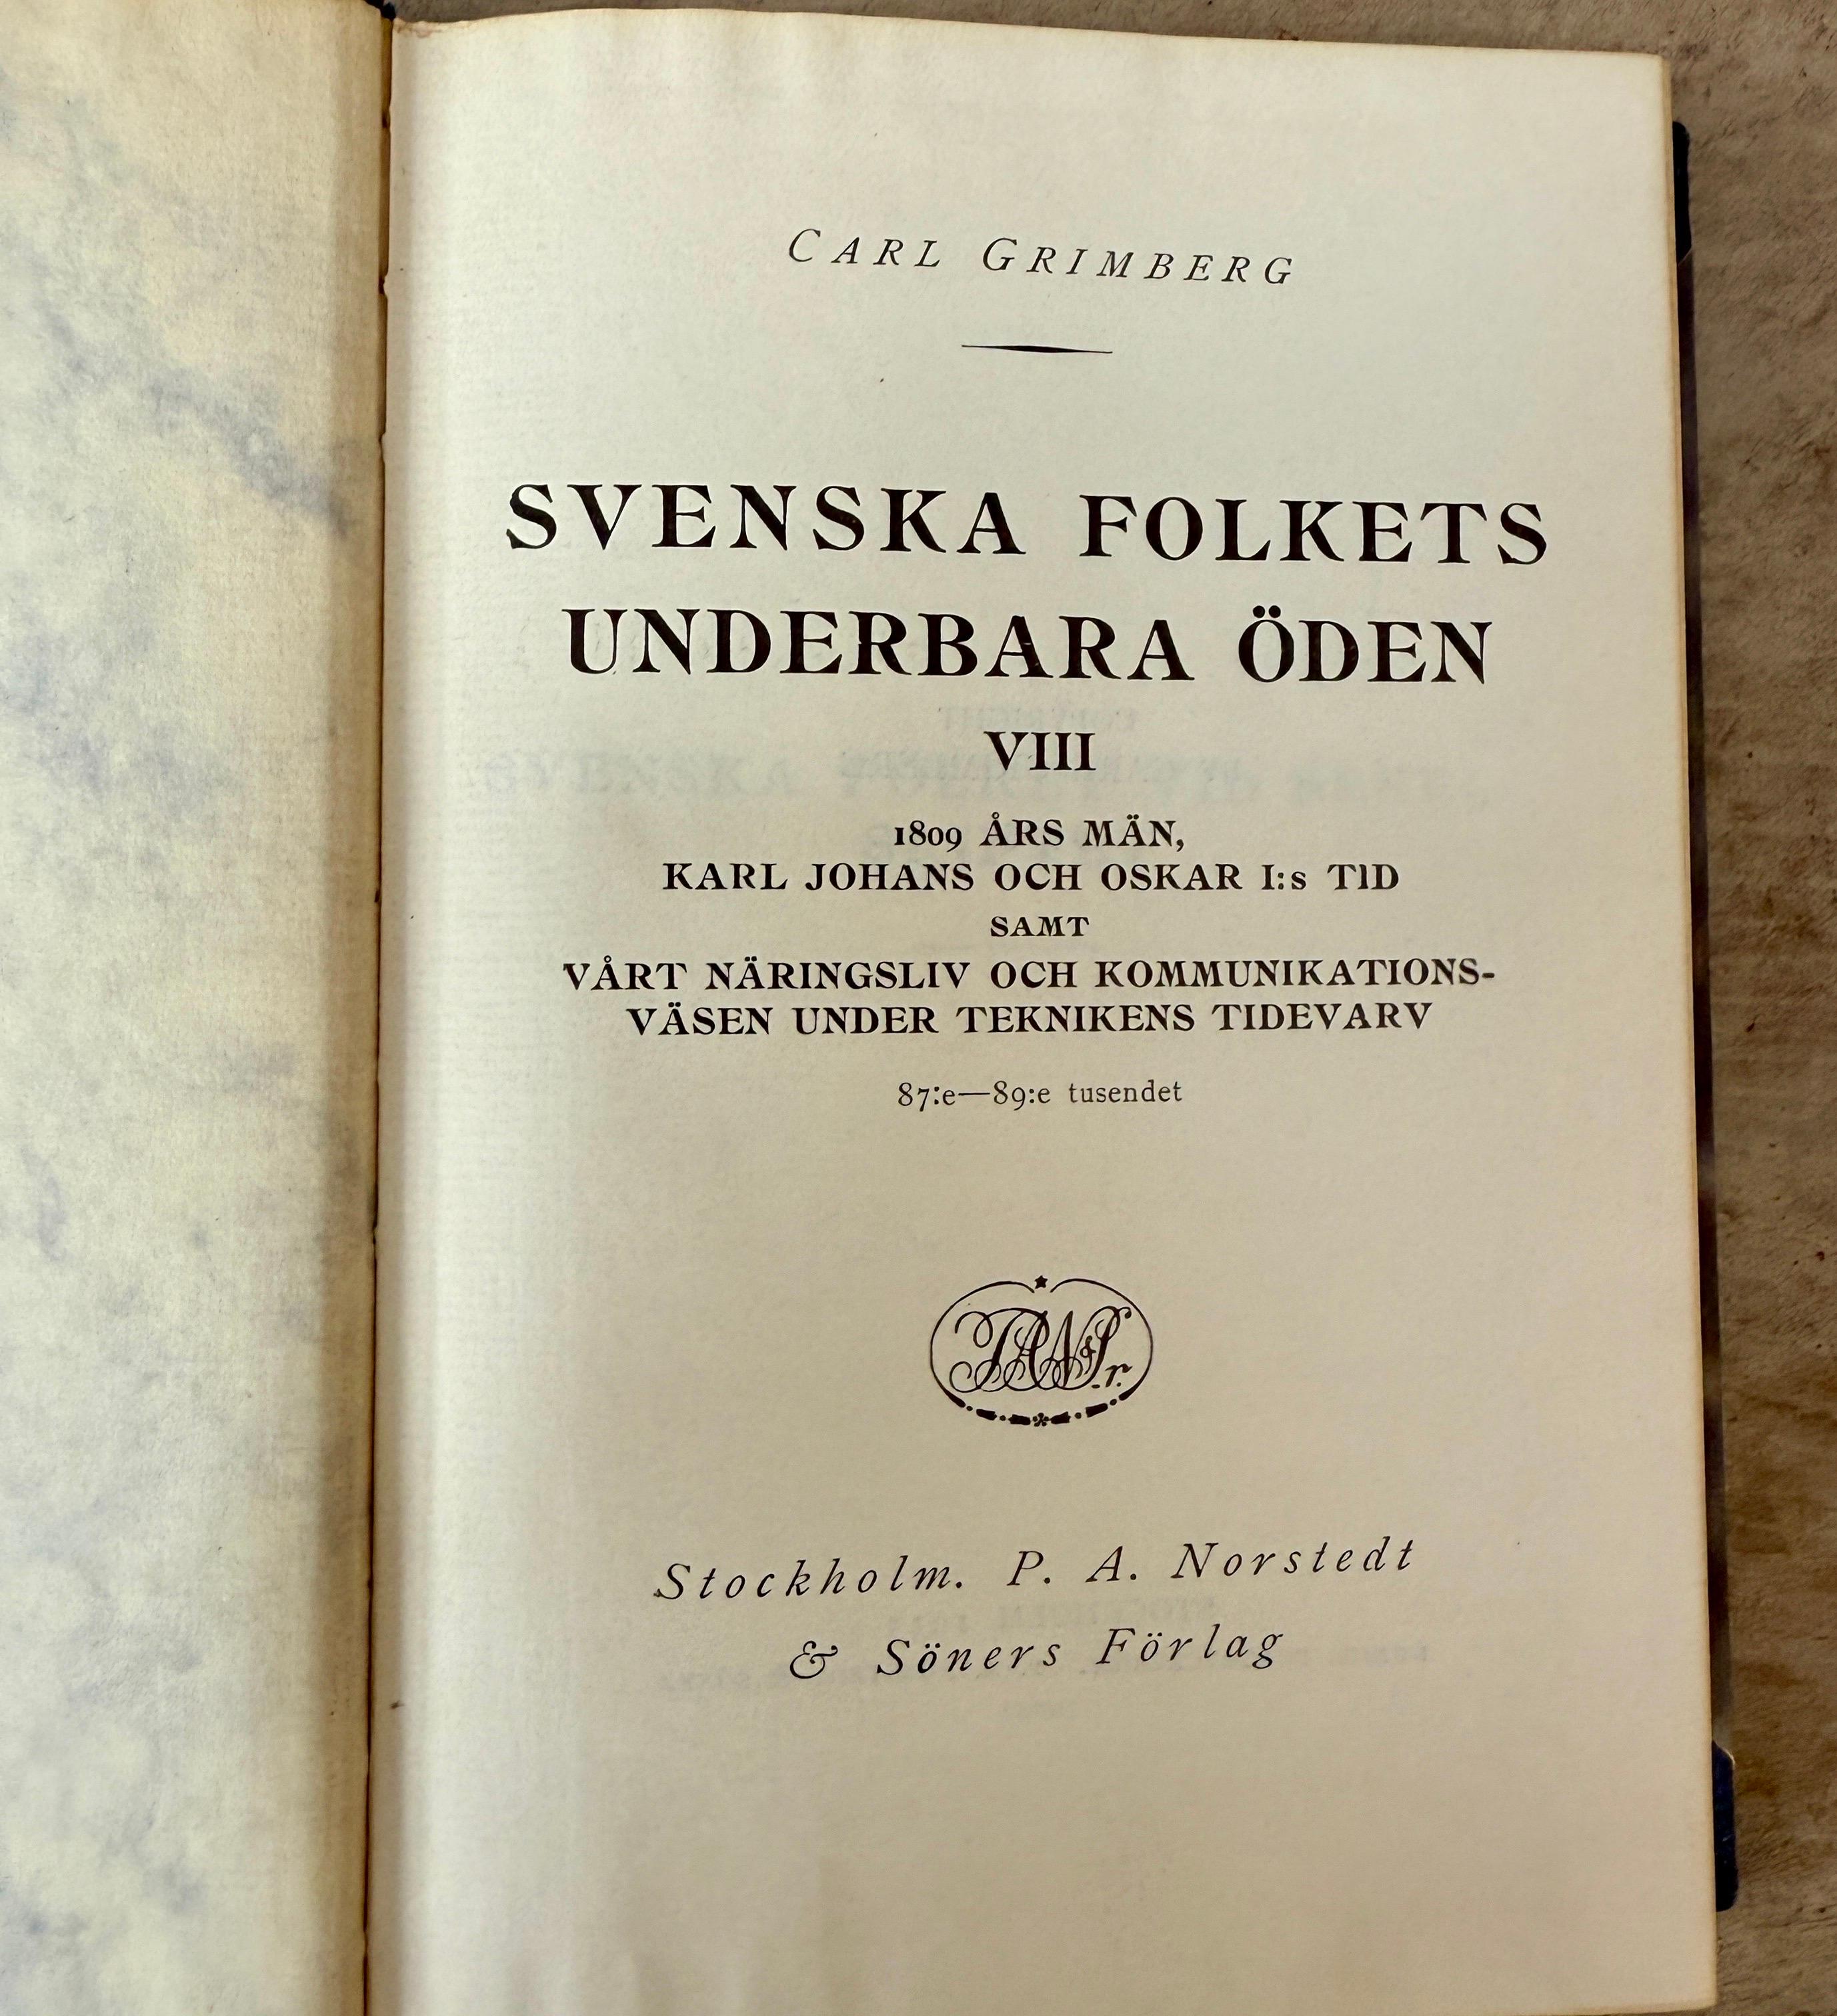 CARL GRIMBERG
SVENSKA FOLKETS
UNDERBARA ÖDEN
VIII
1809 ÅRS MÄN,
KARL JOHANS OCH OSKAR I:s TID
SAMT
VÅRT NÄRINGSLIV OCH KOMMUNIKATIONS-
VÄSEN UNDER TEKNIKENS TIDEVARV
87:e—89:e tusendet
Stockholm. P. A. Norstedt
& Söners Förlag